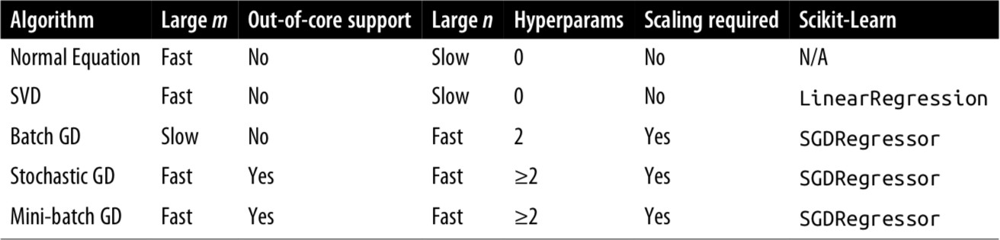 Algorithm Large m Out-of-core support Large n Hyperparams Scaling required Scikit-Learn
Normal Equation Fast No Slow 0 No N/A
SVD Fast No Slow 0 No LinearRegression
Batch GD Slow No Fast 2 Yes SGDRegressor
Stochastic GD Fast Yes Fast ≥2 Yes SGDRegressor
Mini-batch GD Fast Yes Fast ≥2 Yes SGDRegressor